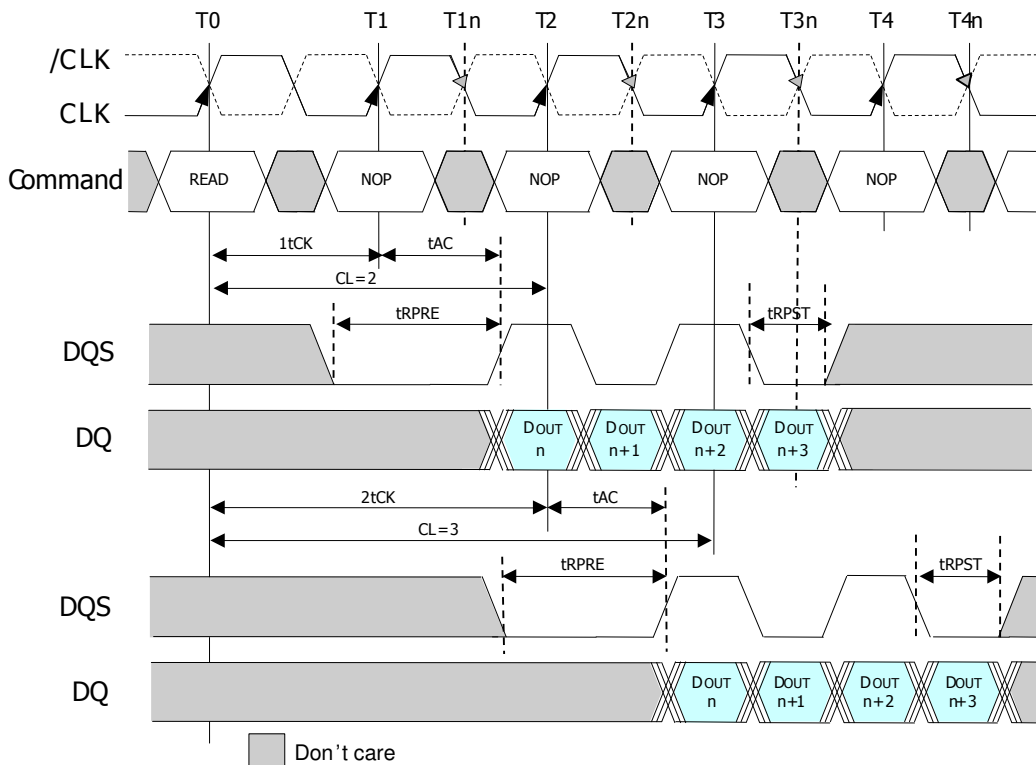 T0 T1 T1n T2 T2n T3 T3n T4 T4n
/CLK
CLK
Command READ NOP NOP NOP NOP
1tCK tAC
CL=2
tRPRE tRPST
DQS
DQ DOUT n DOUT n+1 DOUT n+2 DOUT n+3
2tCK tAC
CL=3
tRPRE tRPST
DQS
DQ DOUT n DOUT n+1 DOUT n+2 DOUT n+3
Don't care